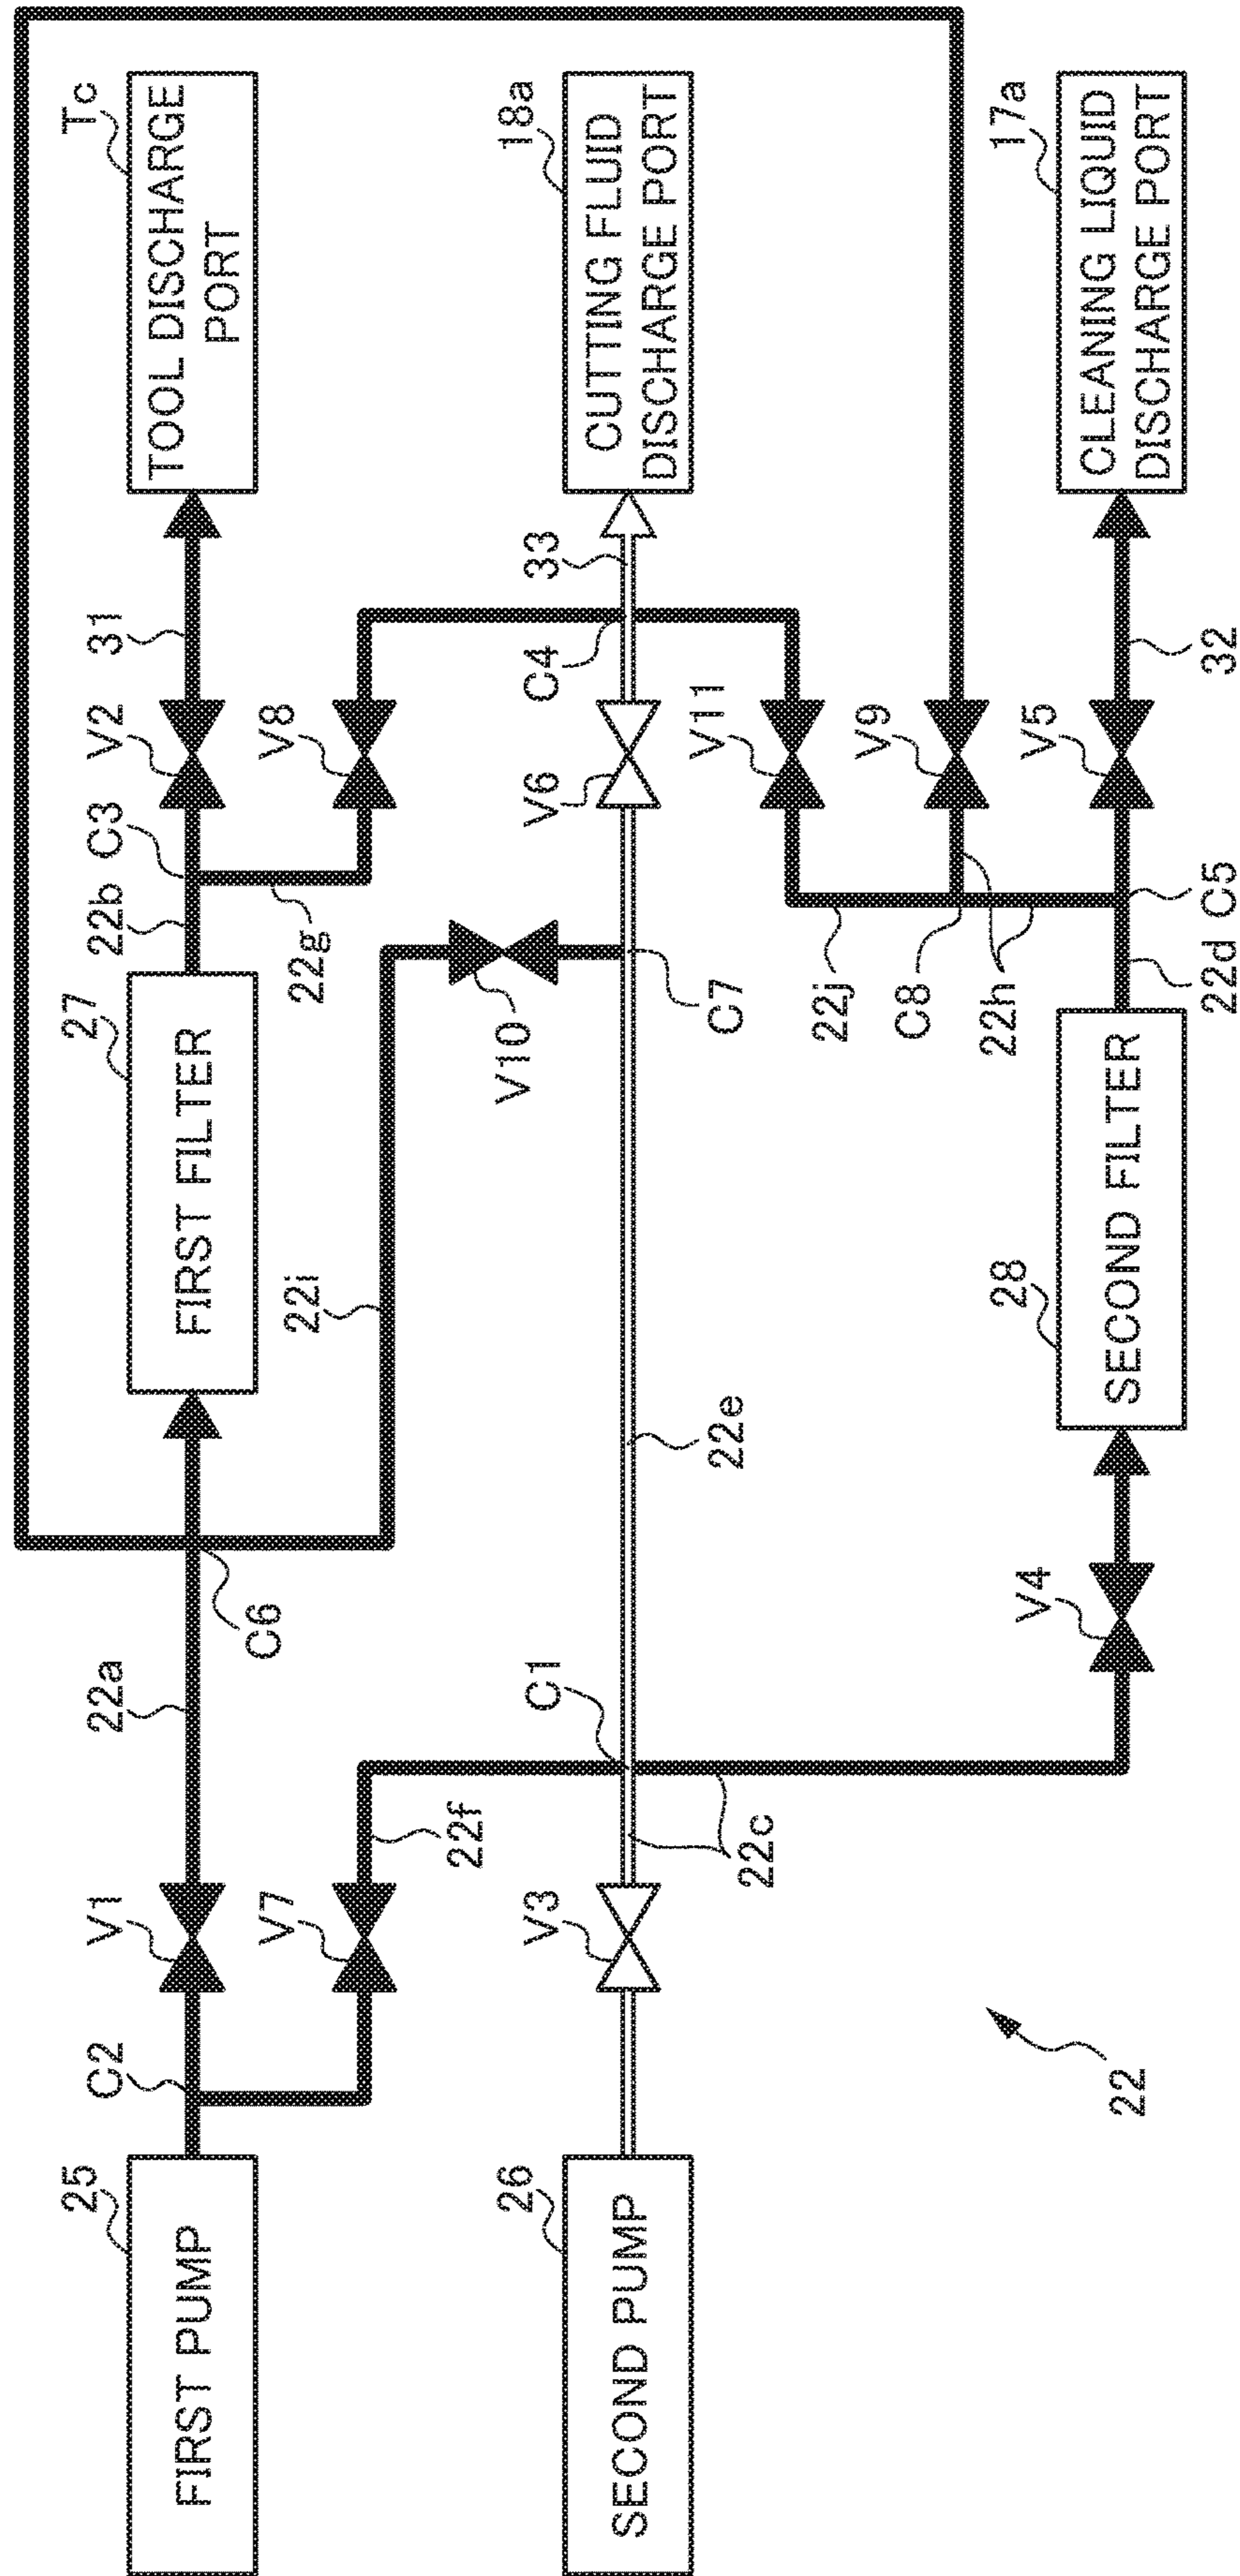 25
FIRST PUMP
C2
V1
22a
C6
27
FIRST FILTER
22b
C3
V2
31
Tc
TOOL DISCHARGE
PORT
V7
22f
22i
22g
V8
26
SECOND PUMP
V3
22c
C1
22e
V10
C7
V6
C4
33
18a
CUTTING FLUID
DISCHARGE PORT
22j
V11
C8
V9
22h
V4
28
SECOND FILTER
22d
C5
V5
32
17a
CLEANING LIQUID
DISCHARGE PORT
22